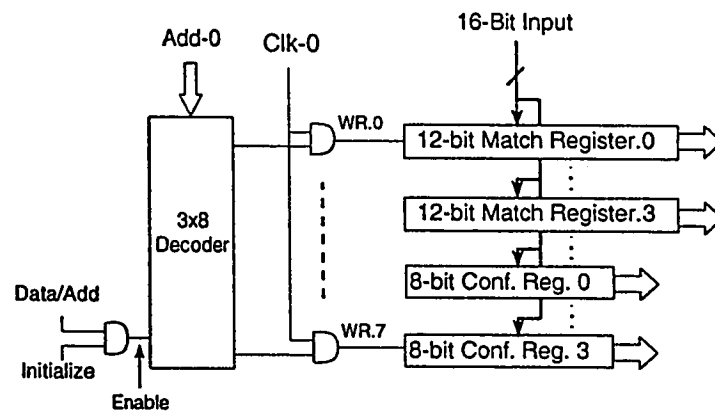 16-Bit Input
Add-0
Clk-0
WR.0
12-bit Match Register.0
3x8
Decoder
12-bit Match Register.3
8-bit Conf. Reg. 0
Data/Add
WR.7
8-bit Conf. Reg. 3
Initialize
Enable